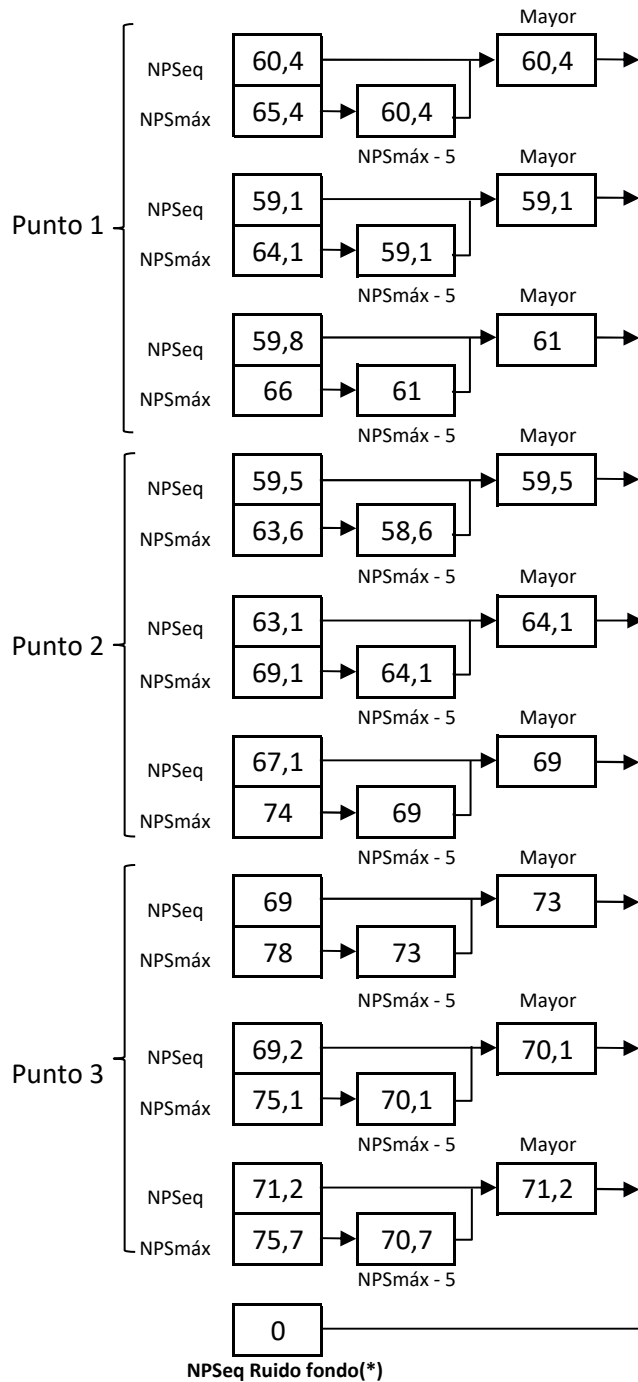 Mayor
NPSeq 60,4 60,4
NPSmáx 65,4 60,4
NPSmáx - 5
Mayor
NPSeq 59,1 59,1
Punto 1
NPSmáx 64,1 59,1
NPSmáx - 5
Mayor
NPSeq 59,8 61
NPSmáx 66 61
NPSmáx - 5
Mayor
NPSeq 59,5 59,5
NPSmáx 63,6 58,6
NPSmáx - 5
Mayor
NPSeq 63,1 64,1
Punto 2
NPSmáx 69,1 64,1
NPSmáx - 5
Mayor
NPSeq 67,1 69
NPSmáx 74 69
NPSmáx - 5
Mayor
NPSeq 69 73
NPSmáx 78 73
NPSmáx - 5
Mayor
NPSeq 69,2 70,1
Punto 3
NPSmáx 75,1 70,1
NPSmáx - 5
Mayor
NPSeq 71,2 71,2
NPSmáx 75,7 70,7
NPSmáx - 5
0
NPSeq Ruido fondo(*)